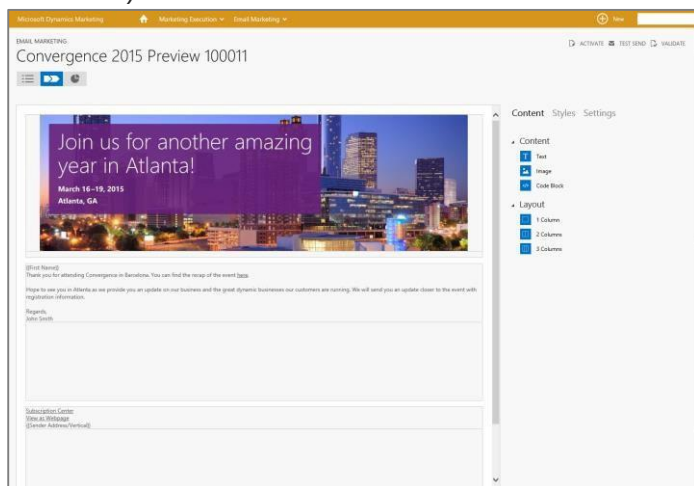 Microsoft Dynamics Marketing
Marketing Execution
Email Marketing
New
EMAIL MARKETING
Convergence 2015 Preview 100011
ACTIVATE
TEST SEND
VALIDATE
Join us for another amazing
year in Atlanta!
March 16–19, 2015
Atlanta, GA
Content Styles Settings
Content
Text
Image
Code Block
Layout
1 Column
2 Columns
3 Columns
{{First Name}}
Thank you for attending Convergence in Barcelona. You can find the recap of the event here.
Hope to see you in Atlanta as we provide you an update on our business and the great dynamic businesses our customers are running. We will send you an update closer to the event with
registration information.
Regards,
John Smith
Subscription Center
View as Webpage
{{Sender Address/Vertical}}